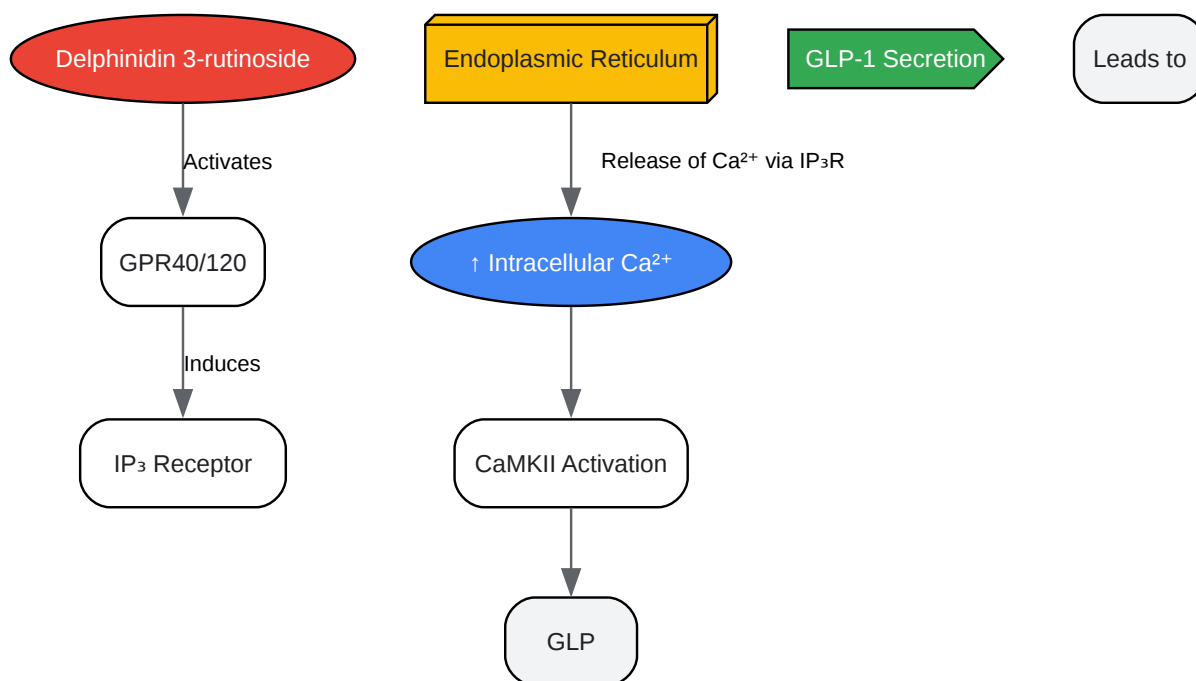 Delphinidin 3-rutinoside
Endoplasmic Reticulum
GLP-1 Secretion
Leads to
Activates
Release of Ca²⁺ via IP₃R
GPR40/120
↑ Intracellular Ca²⁺
Induces
IP₃ Receptor
CaMKII Activation
GLP